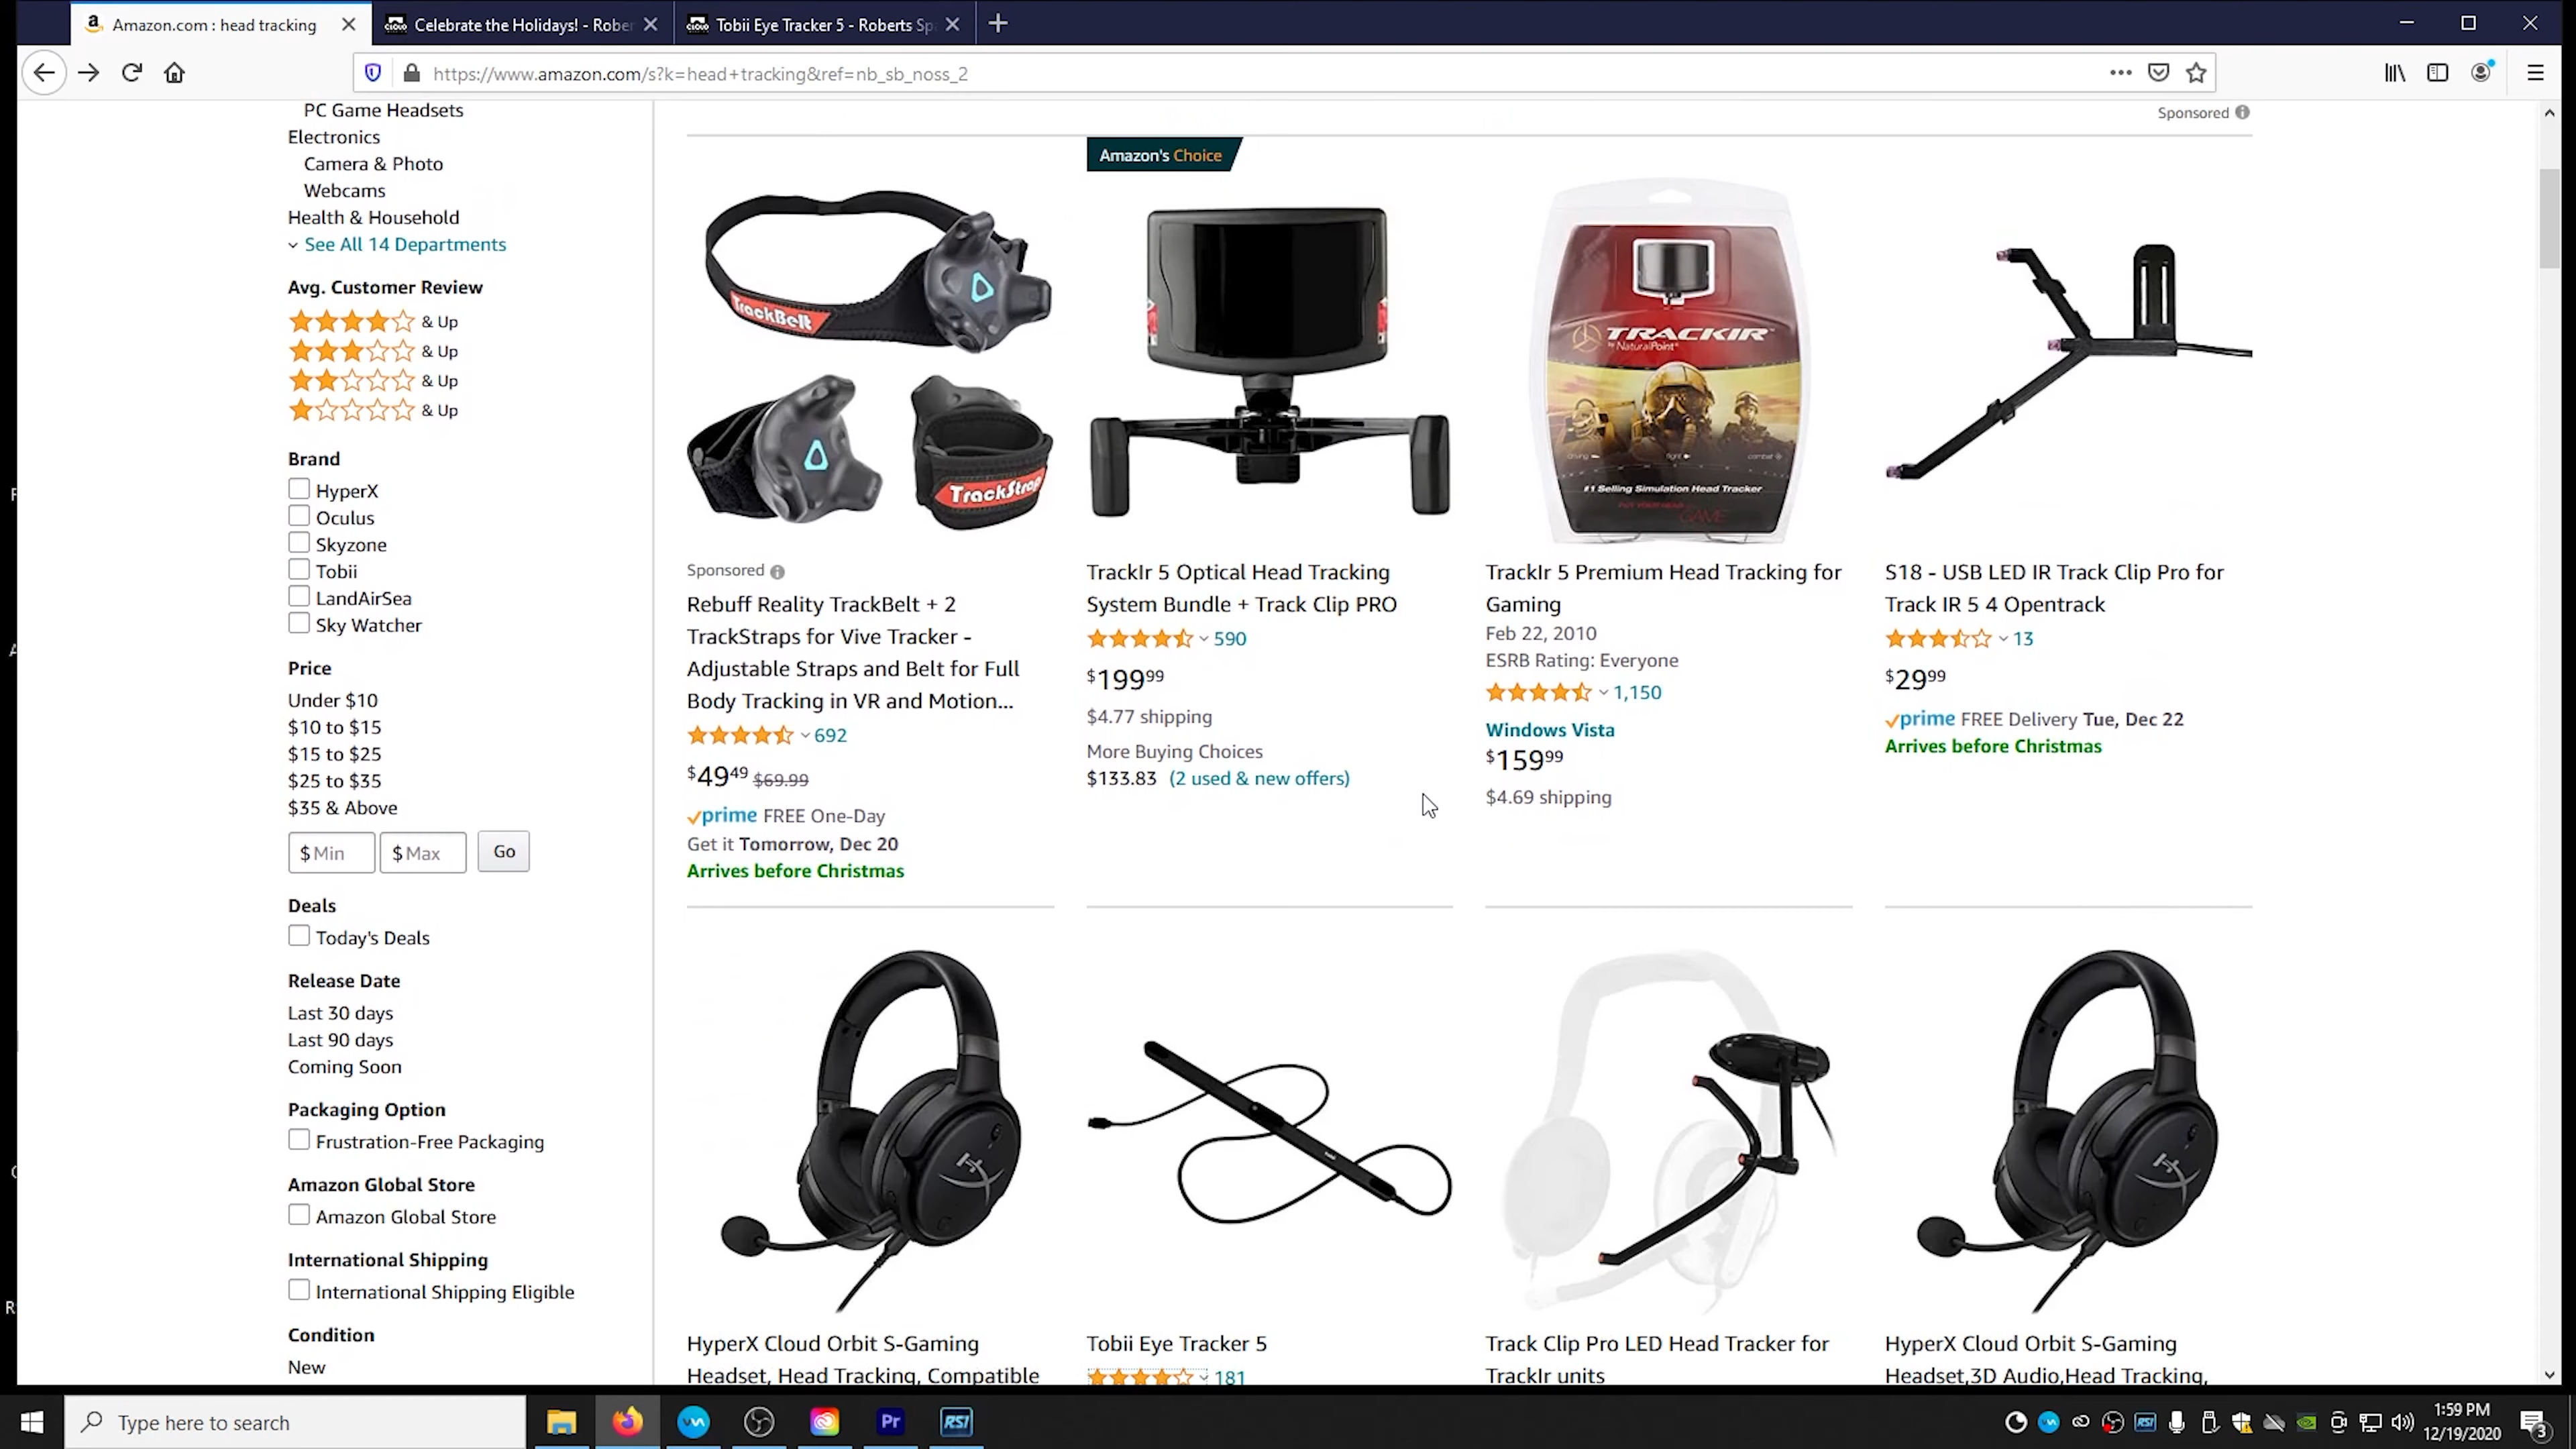 Amazon.com : head tracking
Celebrate the Holidays! - Rober
Tobii Eye Tracker 5 - Roberts Sp
https://www.amazon.com/s?k=head+tracking&ref=nb_sb_noss_2
PC Game Headsets
Electronics
Camera & Photo
Webcams
Health & Household
See All 14 Departments
Avg. Customer Review
& Up
& Up
& Up
& Up
Brand
HyperX
Oculus
Skyzone
Tobii
LandAirSea
Sky Watcher
Price
Under $10
$10 to $15
$15 to $25
$25 to $35
$35 & Above
$ Min $ Max Go
Deals
Today's Deals
Release Date
Last 30 days
Last 90 days
Coming Soon
Packaging Option
Frustration-Free Packaging
Amazon Global Store
Amazon Global Store
International Shipping
International Shipping Eligible
Condition
New
Sponsored
TrackBelt
TrackStrap
Sponsored
Rebuff Reality TrackBelt + 2
TrackStraps for Vive Tracker -
Adjustable Straps and Belt for Full
Body Tracking in VR and Motion...
692
$49.49 $69.99
prime FREE One-Day
Get it Tomorrow, Dec 20
Arrives before Christmas
Amazon's Choice
TrackIr 5 Optical Head Tracking
System Bundle + Track Clip PRO
590
$199.99
$4.77 shipping
More Buying Choices
$133.83 (2 used & new offers)
TRACKIR
by NaturalPoint
#1 Selling Simulation Head Tracker
GAME
TrackIr 5 Premium Head Tracking for
Gaming
Feb 22, 2010
ESRB Rating: Everyone
1,150
Windows Vista
$159.99
$4.69 shipping
S18 - USB LED IR Track Clip Pro for
Track IR 5 4 Opentrack
13
$29.99
prime FREE Delivery Tue, Dec 22
Arrives before Christmas
HyperX Cloud Orbit S-Gaming
Headset, Head Tracking, Compatible
Tobii Eye Tracker 5
181
Track Clip Pro LED Head Tracker for
TrackIr units
HyperX Cloud Orbit S-Gaming
Headset,3D Audio,Head Tracking,
Type here to search
Pr
RSI
1:59 PM
12/19/2020
3